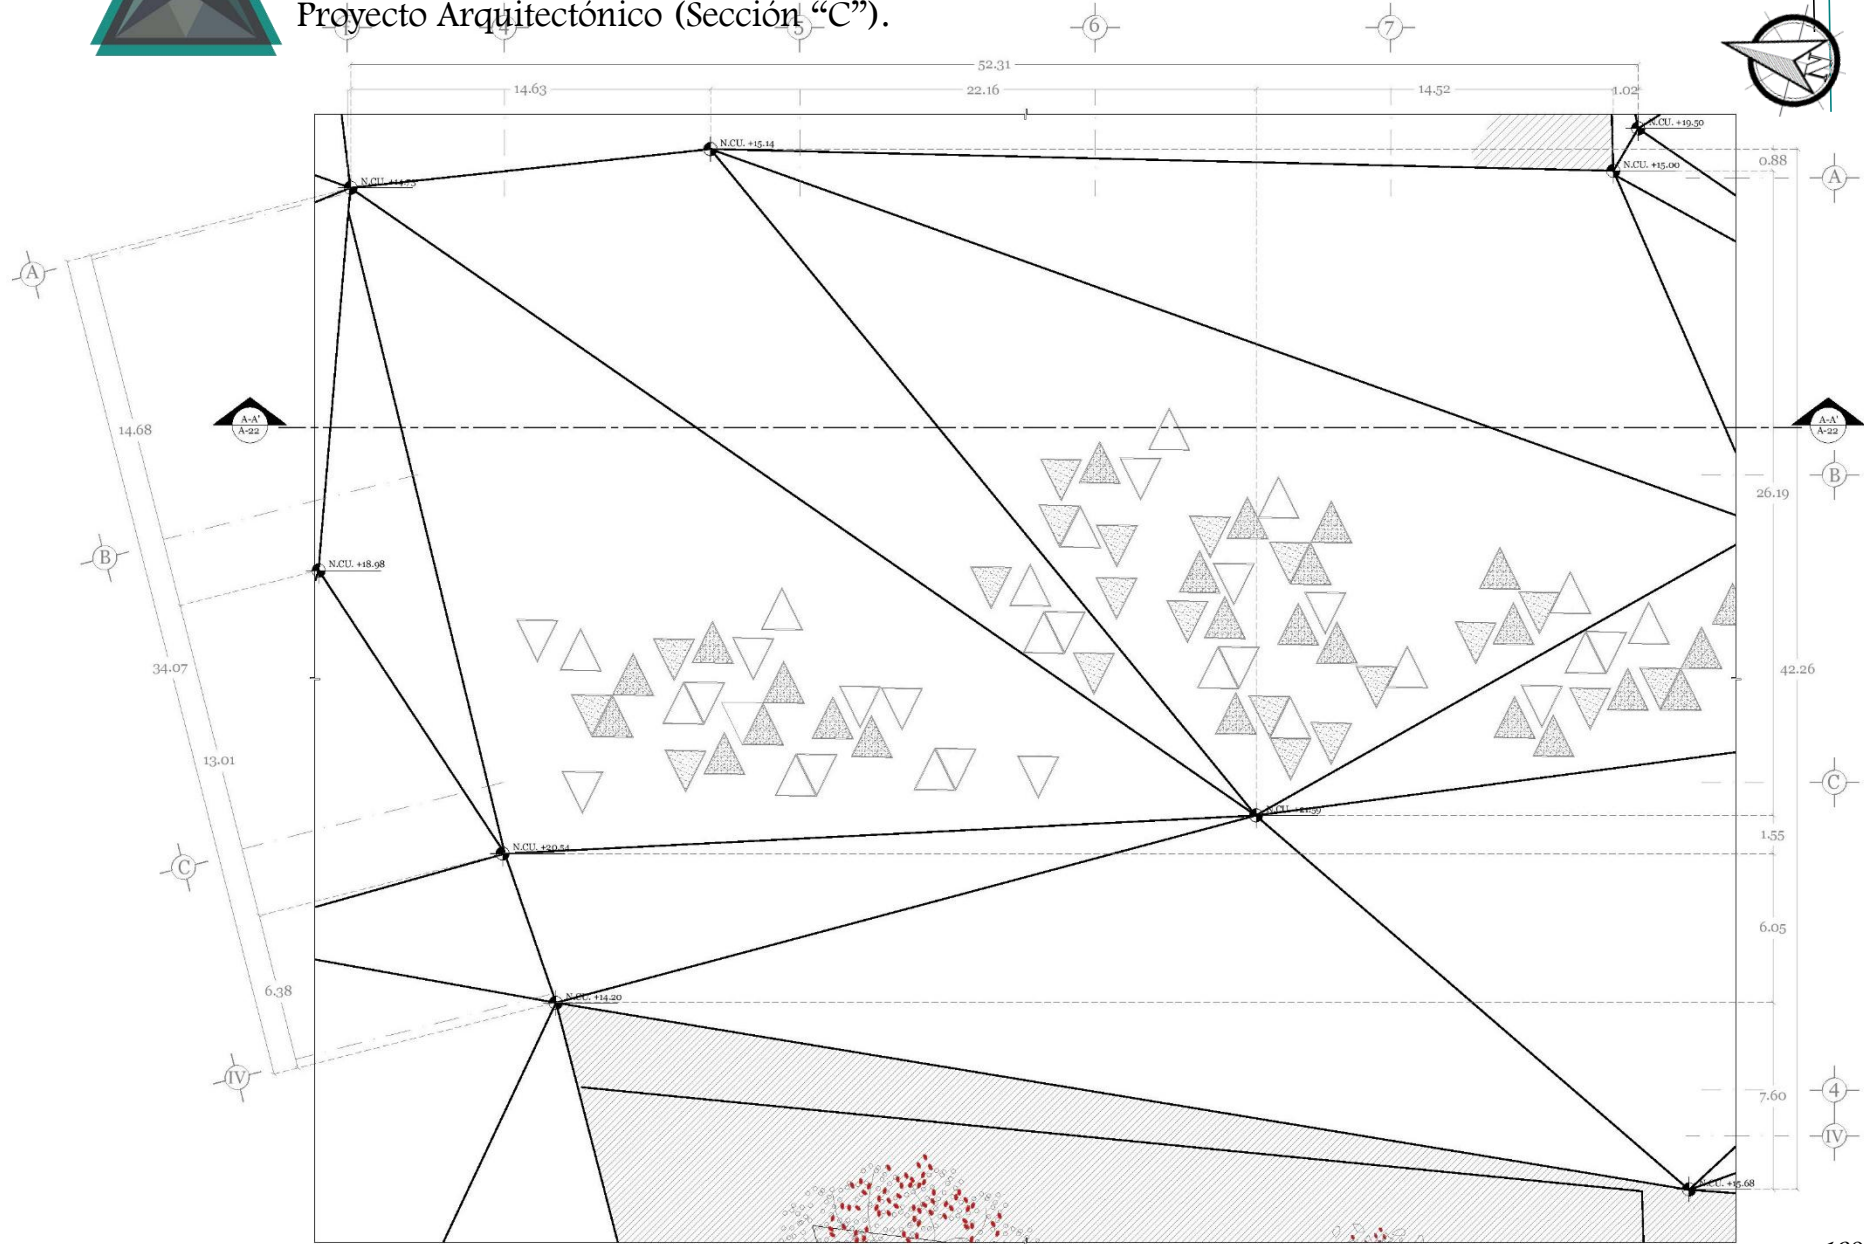 Proyecto Arquitectónico (Sección “C”).
4
5
6
7
52.31
14.63
22.16
14.52
1.02
N.CU. +19.50
N.CU. +15.14
0.88
N.CU. +15.00
A
A
14.68
A-A'
A-22
A-A'
A-22
B
26.19
B
N.CU. +18.98
34.07
42.26
13.01
C
N.CU. +20.54
1.55
C
6.05
6.38
N.CU. +14.20
IV
4
7.60
IV
N.CU. +15.68